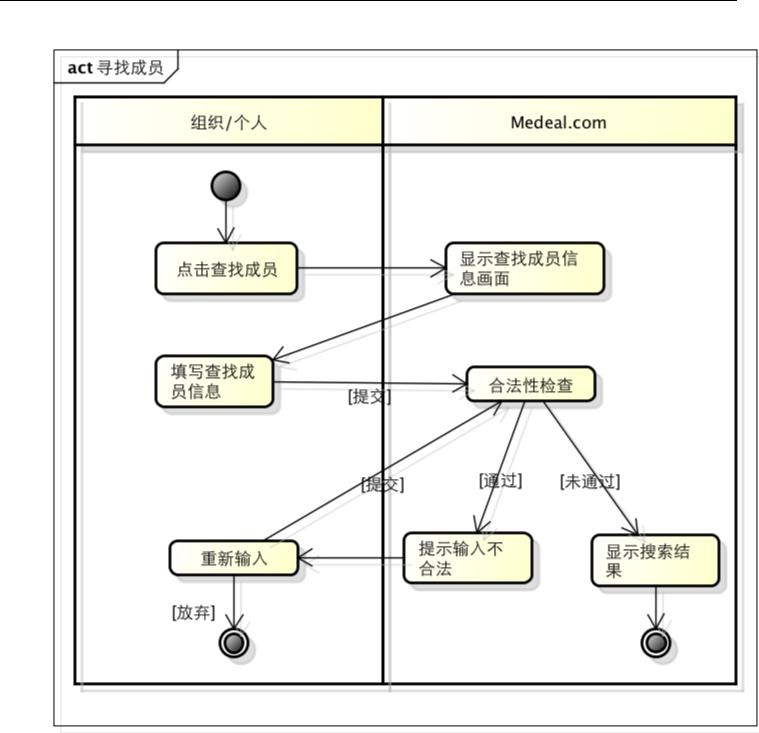 act 寻找成员
组织/个人
Medeal.com
点击查找成员
显示查找成员信
息画面
填写查找成
员信息
[提交]
合法性检查
[提交]
[通过]
[未通过]
重新输入
提示输入不
合法
显示搜索结
果
[放弃]